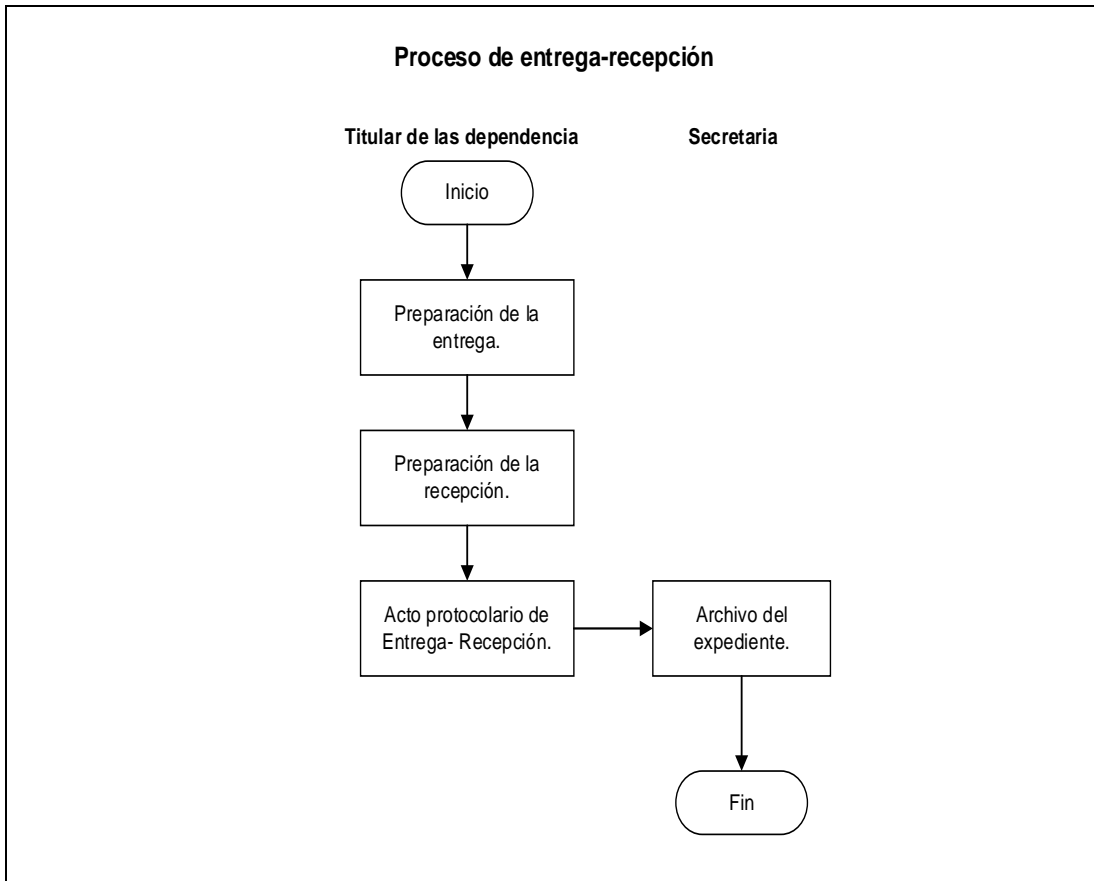 Proceso de entrega-recepción
Titular de las dependencia
Secretaria
Inicio
Preparación de la
entrega.
Preparación de la
recepción.
Acto protocolario de
Entrega- Recepción.
Archivo del
expediente.
Fin